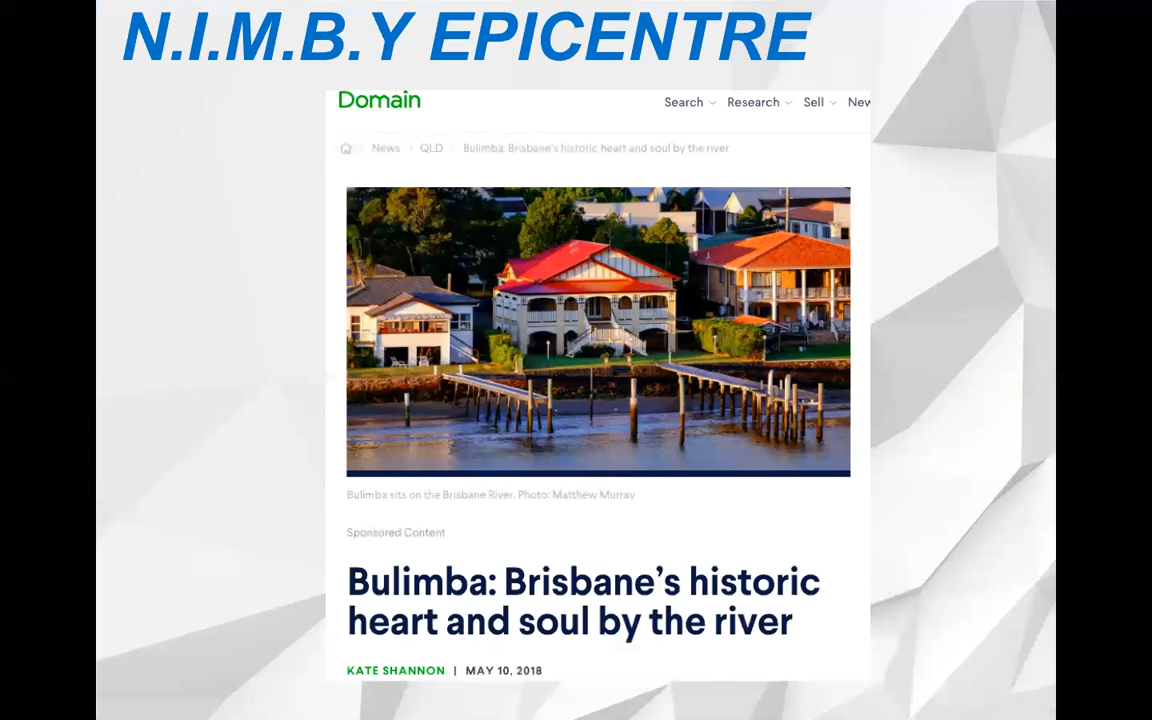 N.I.M.B.Y EPICENTRE
Domain
Search Research Sell New
News QLD Bulimba: Brisbane's historic heart and soul by the river
Bulimba sits on the Brisbane River. Photo: Matthew Murray
Sponsored Content
Bulimba: Brisbane's historic
heart and soul by the river
KATE SHANNON | MAY 10, 2018